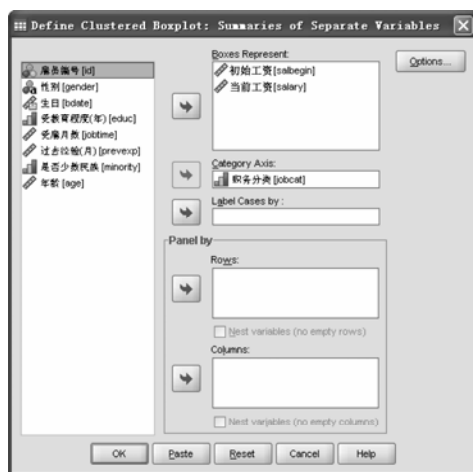 Define Clustered Boxplot: Summaries of Separate Variables
雇员编号 [id]
性别 [gender]
生日 [bdate]
受教育程度(年) [educ]
受雇月数 [jobtime]
过去经验(月) [prevexp]
是否少数民族 [minority]
年龄 [age]
Boxes Represent:
初始工资[salbegin]
当前工资[salary]
Options...
Category Axis:
职务分类 [jobcat]
Label Cases by :
Panel by
Rows:
Nest variables (no empty rows)
Columns:
Nest variables (no empty columns)
OK Paste Reset Cancel Help